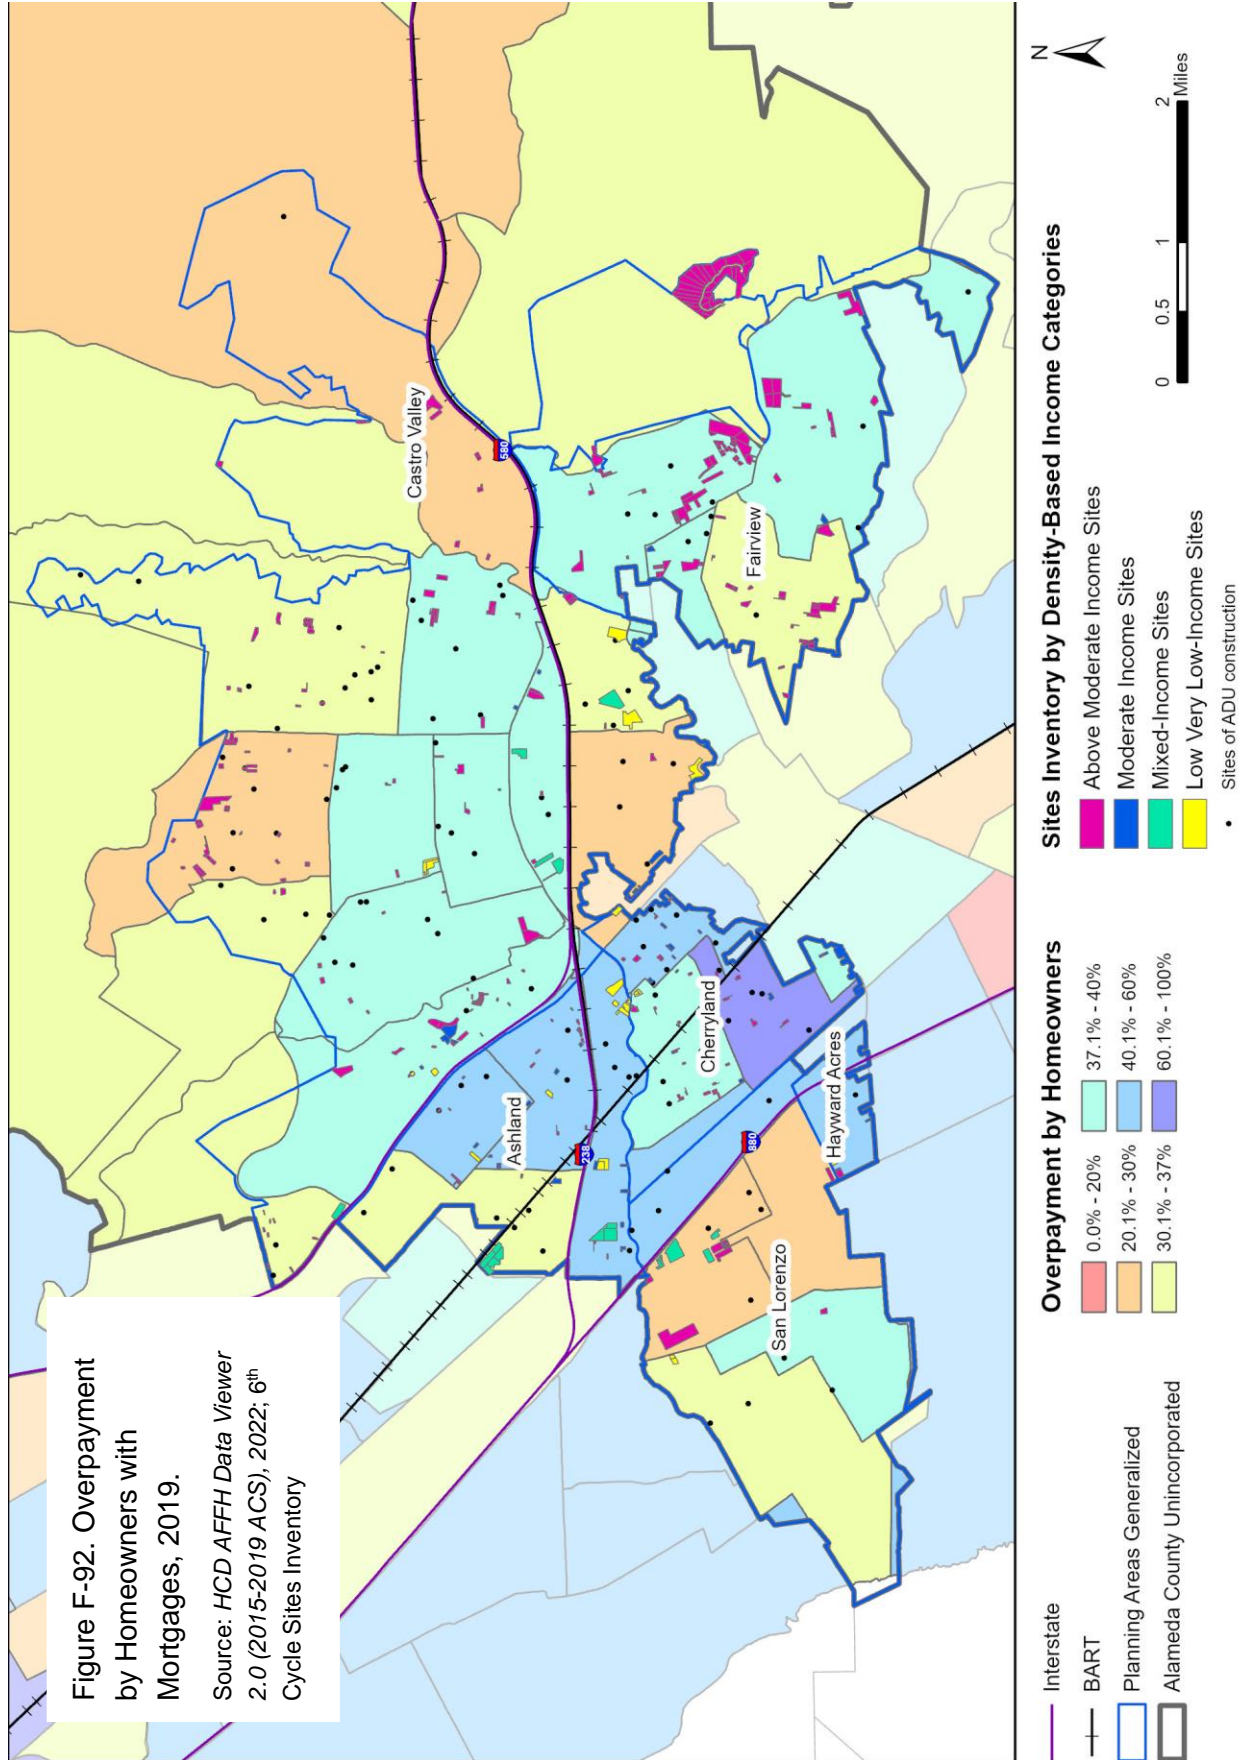 Figure F-92. Overpayment
by Homeowners with
Mortgages, 2019.
Source: HCD AFFH Data Viewer
2.0 (2015-2019 ACS), 2022; 6th
Cycle Sites Inventory
Castro Valley
580
Ashland
238
Cherryland
Fairview
880
Hayward Acres
San Lorenzo
Interstate
BART
Planning Areas Generalized
Alameda County Unincorporated
Overpayment by Homeowners
0.0% - 20%
20.1% - 30%
30.1% - 37%
37.1% - 40%
40.1% - 60%
60.1% - 100%
Sites Inventory by Density-Based Income Categories
Above Moderate Income Sites
Moderate Income Sites
Mixed-Income Sites
Low Very Low-Income Sites
Sites of ADU construction
N
0 0.5 1 2
Miles